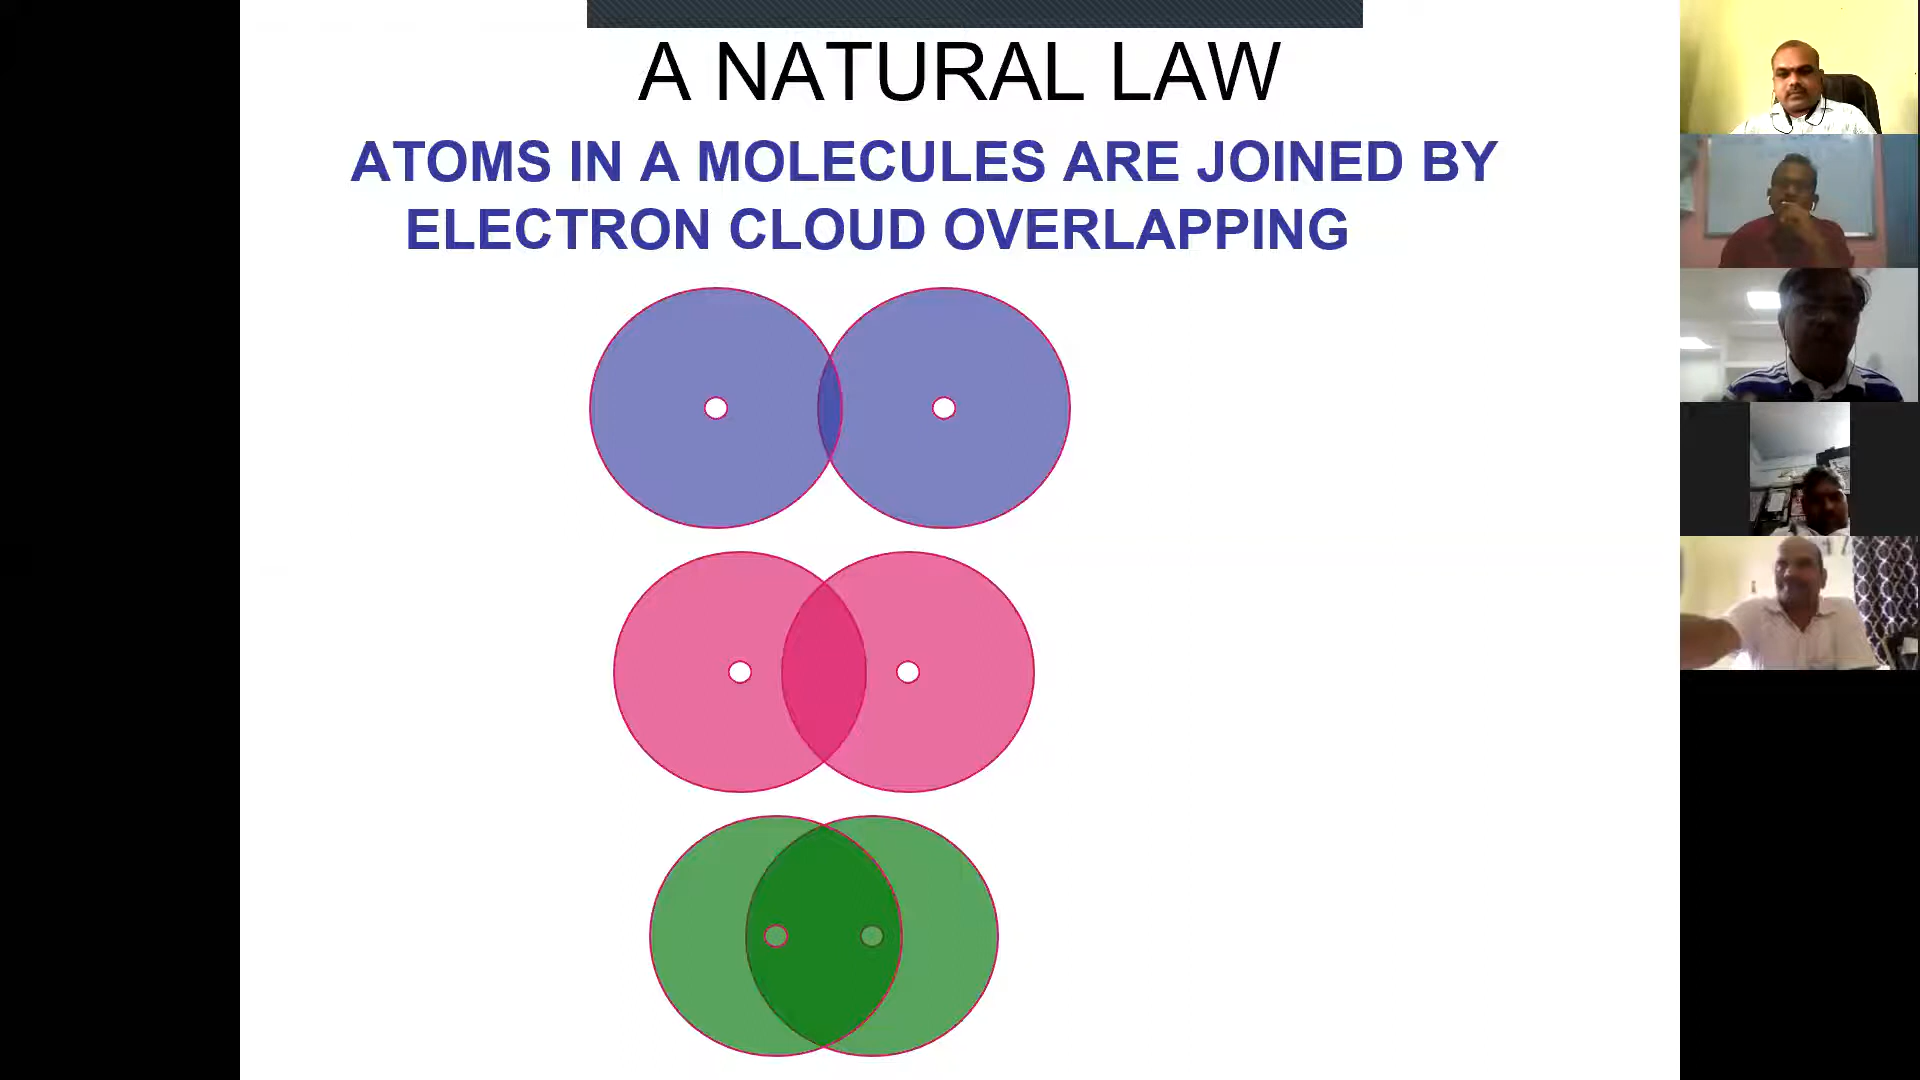 A NATURAL LAW
ATOMS IN A MOLECULES ARE JOINED BY
ELECTRON CLOUD OVERLAPPING